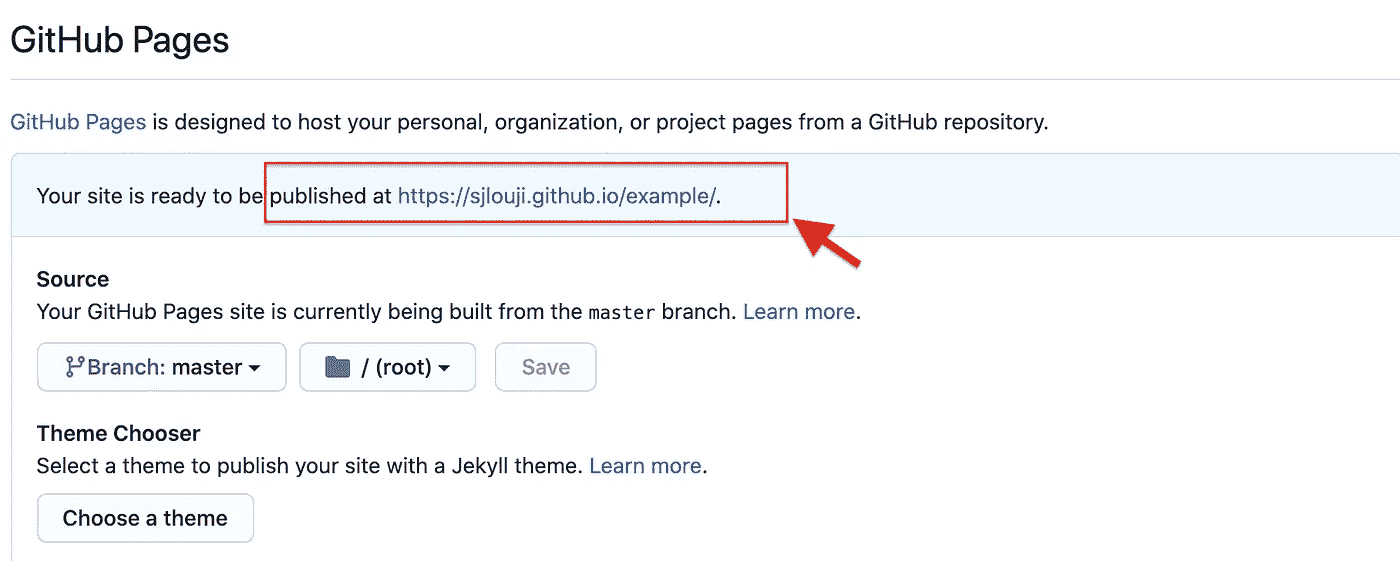 GitHub Pages
GitHub Pages is designed to host your personal, organization, or project pages from a GitHub repository.
Your site is ready to be published at https://sjlouji.github.io/example/.
Source
Your GitHub Pages site is currently being built from the master branch. Learn more.
Branch: master / (root) Save
Theme Chooser
Select a theme to publish your site with a Jekyll theme. Learn more.
Choose a theme